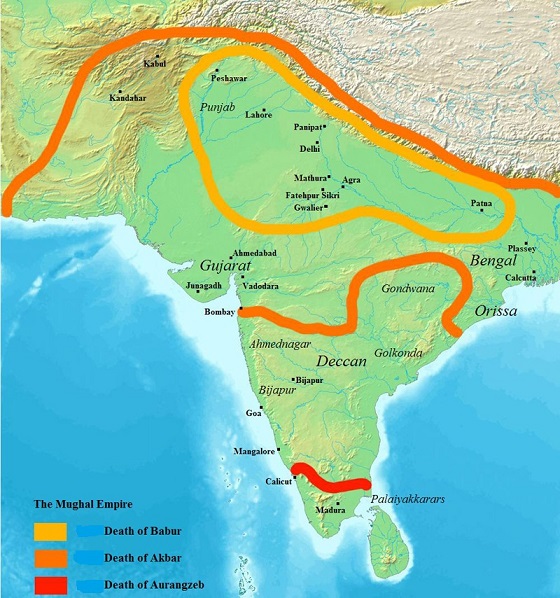 Kabul
Peshawar
Kandahar
Punjab
Lahore
Panipat
Delhi
Mathura
Agra
Fatehpur Sikri
Gwalier
Patna
Plassey
Ahmedabad
Bengal
Gujarat
Calcutta
Junagadh
Vadodara
Gondwana
Bombay
Orissa
Ahmednagar
Golkonda
Deccan
Bijapur
Bijapur
Goa
Mangalore
Calicut
Palaiyakkarars
Madura
The Mughal Empire
Death of Babur
Death of Akbar
Death of Aurangzeb